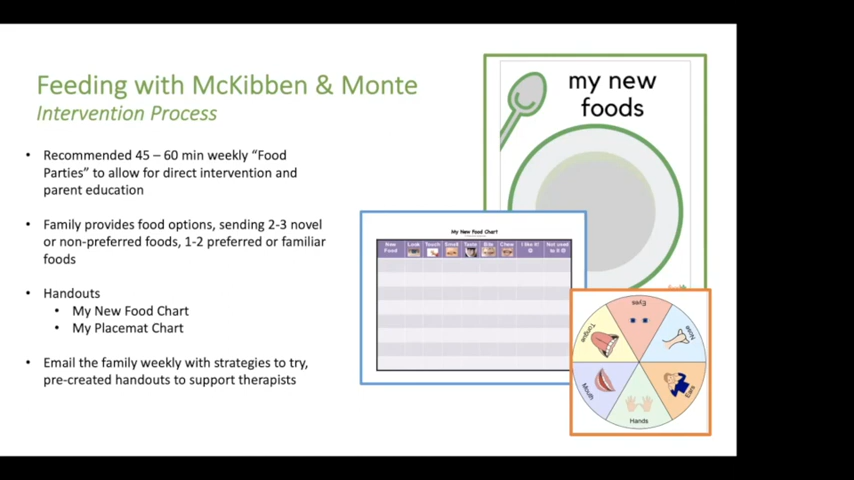 Feeding with McKibben & Monte
Intervention Process
• Recommended 45 – 60 min weekly “Food
Parties” to allow for direct intervention and
parent education
• Family provides food options, sending 2-3 novel
or non-preferred foods, 1-2 preferred or familiar
foods
• Handouts
• My New Food Chart
• My Placemat Chart
• Email the family weekly with strategies to try,
pre-created handouts to support therapists
my new
foods
My New Food Chart
New Food
Look
Touch
Smell
Taste
Bite
Chew
I like it!
Not used to it
Eyes
Nose
Ears
Hands
Mouth
Tongue